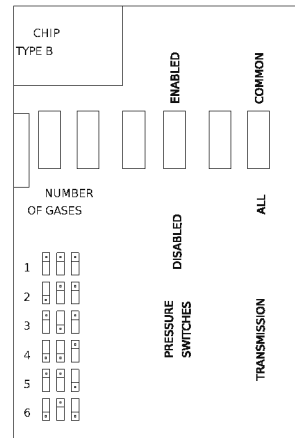 CHIP
TYPE B
ENABLED
COMMON
NUMBER
OF GASES
DISABLED
ALL
1
2
3
4
5
6
PRESSURE
SWITCHES
TRANSMISSION